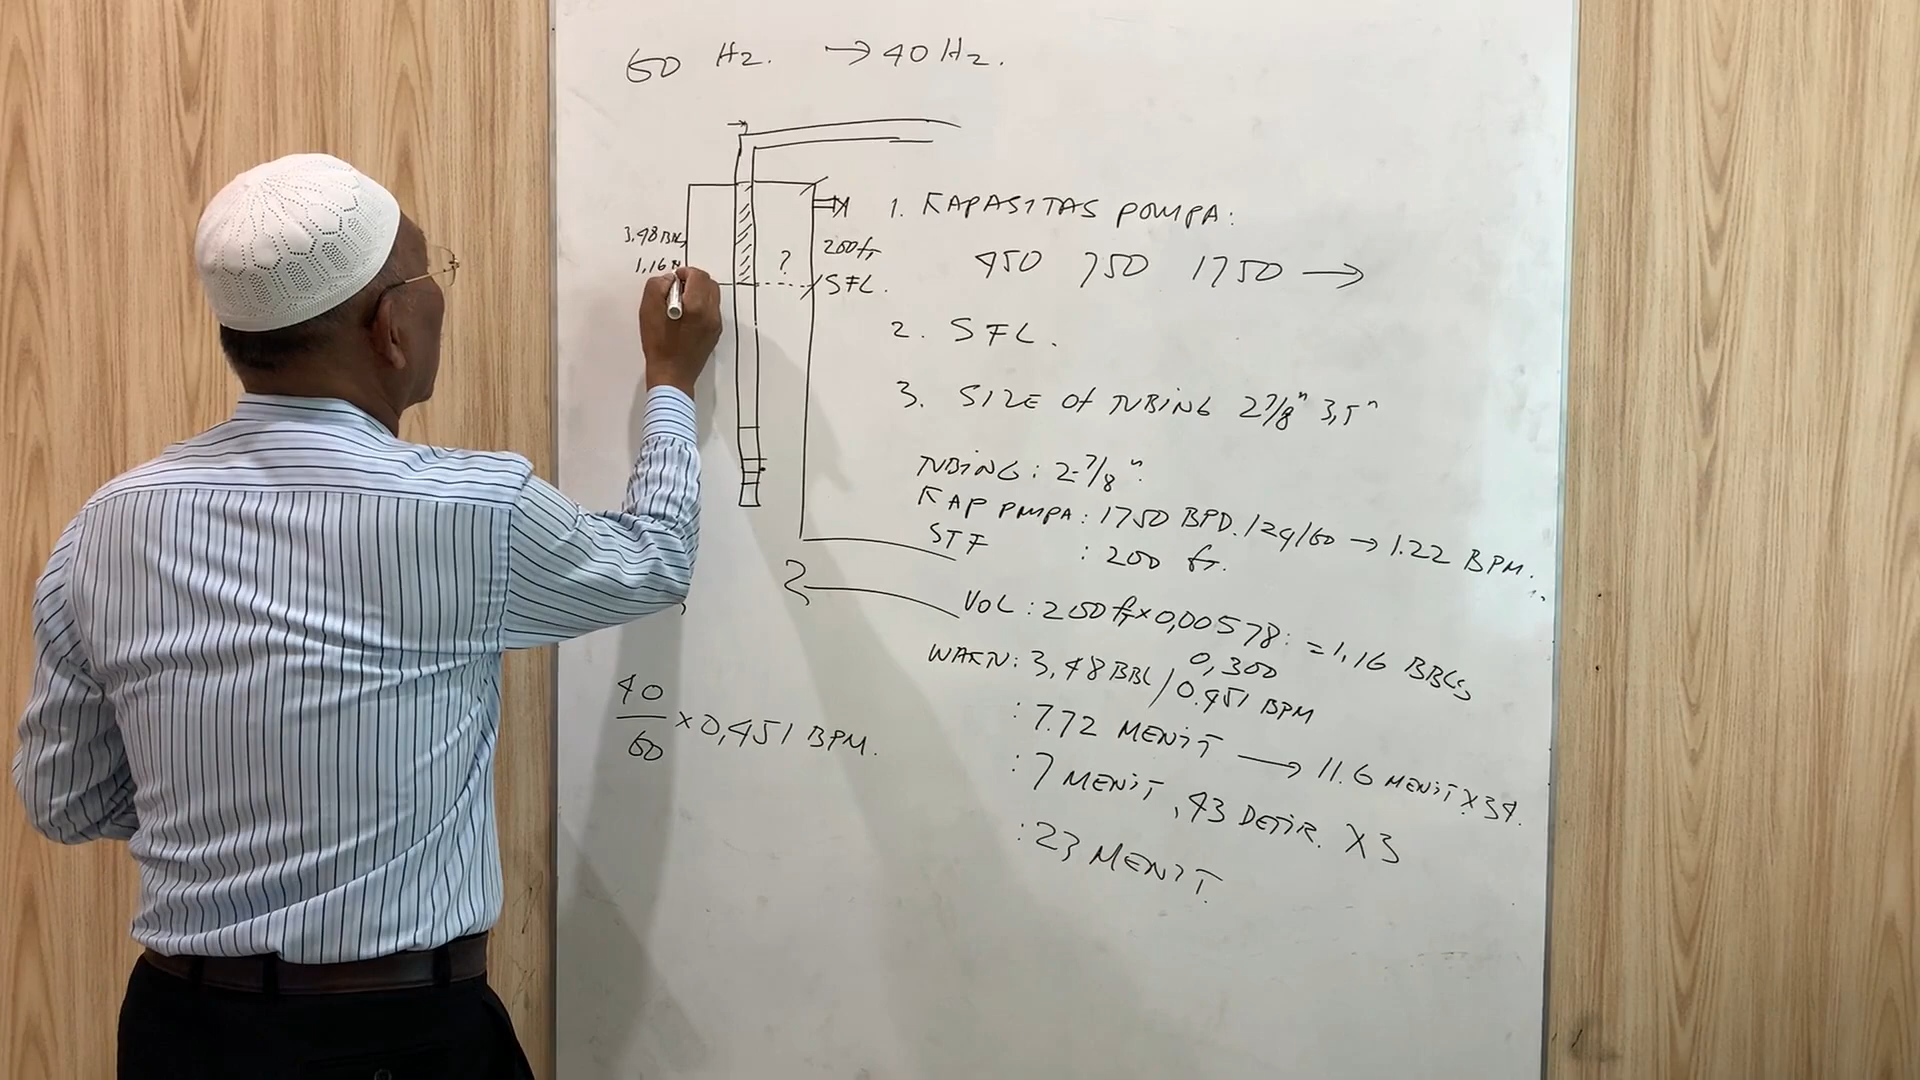 60 Hz. → 40 Hz.
3,48 BBL
1,16
?
200 ft
SFL.
1. KAPASITAS POMPA:
450 750 1750 →
2. SFL.
3. SIZE of TUBING 2 7/8" 3,5"
TUBING: 2-7/8"
KAP POMPA: 1750 BPD. /24/60 → 1.22 BPM.
STF : 200 ft.
VOL: 200 ft x 0,00578: = 1,16 BBLS
0,300
WAKTU: 3,48 BBL / 0.451 BPM
: 7.72 MENIT → 11.6 MENIT X 34.
: 7 MENIT, 43 DETIK. X 3
: 23 MENIT
40/60 x 0,451 BPM.